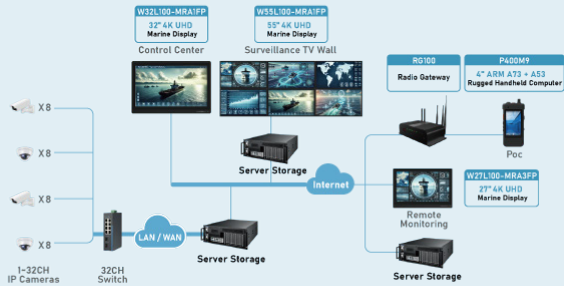 W32L100-MRA1FP
32" 4K UHD
Marine Display
Control Center
W55L100-MRA1FP
55" 4K UHD
Marine Display
Surveillance TV Wall
RG100
Radio Gateway
P400M9
4" ARM A73 + A53
Rugged Handheld Computer
X8
X8
X8
X8
Server Storage
Internet
Poc
W27L100-MRA3FP
27" 4K UHD
Marine Display
Remote
Monitoring
LAN / WAN
Server Storage
Server Storage
1~32CH
IP Cameras
32CH
Switch